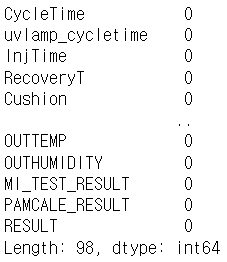 CycleTime 0
uvlamp_cycletime 0
InjTime 0
RecoveryT 0
Cushion 0
..
OUTTEMP 0
OUTHUMIDITY 0
MI_TEST_RESULT 0
PAMCALE_RESULT 0
RESULT 0
Length: 98, dtype: int64